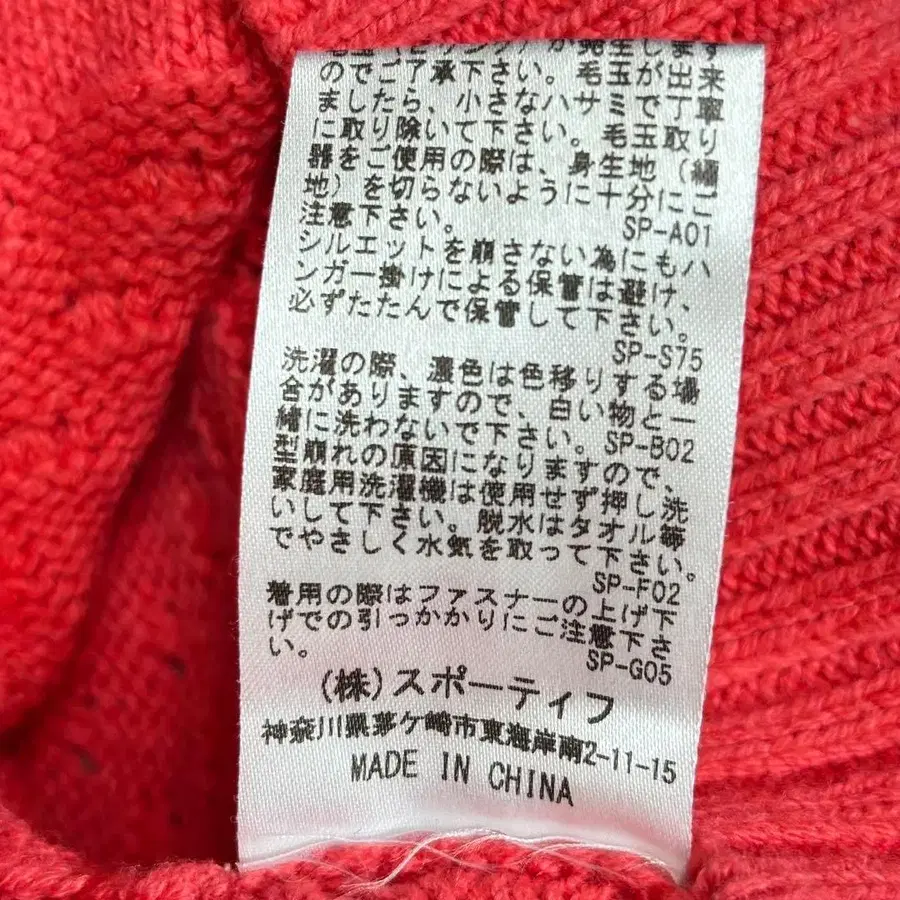 玉(ピリング)が発生します
のでご了承下さい。毛玉が出来
ましたら、小さなハサミで丁寧
に取り除いて下さい。毛玉取り
器をご使用の際は、身生地(編
地)を切らないように十分にご
注意下さい。
SP-A01
シルエットを崩さない為にもハ
ンガー掛けによる保管は避け、
必ずたたんで保管して下さい。
SP-S75
洗濯の際、濃色は色移りする場
合がありますので、白い物と一
緒に洗わないで下さい。
SP-B02
型崩れの原因になりますので、
家庭用洗濯機は使用せず押し洗
いして下さい。脱水はタオル等
でやさしく水気を取って下さい。
SP-F02
着用の際はファスナーの上げ下
げでの引っかかりにご注意下さ
い。
SP-G05
(株)スポーティフ
神奈川県茅ケ崎市東海岸南2-11-15
MADE IN CHINA